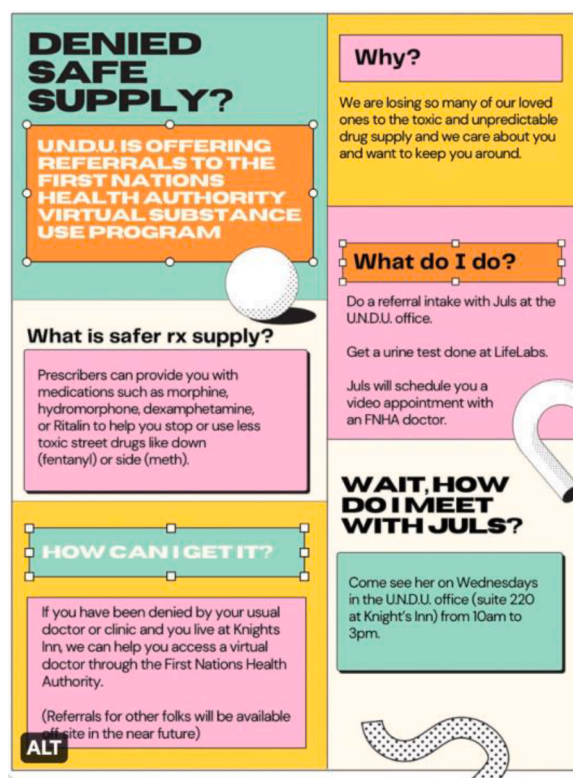 DENIED
SAFE
SUPPLY?
U.N.D.U. IS OFFERING
REFERRALS TO THE
FIRST NATIONS
HEALTH AUTHORITY
VIRTUAL SUBSTANCE
USE PROGRAM
What is safer rx supply?
Prescribers can provide you with
medications such as morphine,
hydromorphone, dexamphetamine,
or Ritalin to help you stop or use less
toxic street drugs like down
(fentanyl) or side (meth).
HOW CAN I GET IT?
If you have been denied by your usual
doctor or clinic and you live at Knights
Inn, we can help you access a virtual
doctor through the First Nations Health
Authority.
(Referrals for other folks will be available
off site in the near future)
ALT
Why?
We are losing so many of our loved
ones to the toxic and unpredictable
drug supply and we care about you
and want to keep you around.
What do I do?
Do a referral intake with Juls at the
U.N.D.U. office.
Get a urine test done at LifeLabs.
Juls will schedule you a
video appointment with
an FNHA doctor.
WAIT, HOW
DO I MEET
WITH JULS?
Come see her on Wednesdays
in the U.N.D.U. office (suite 220
at Knight's Inn) from 10am to
3pm.